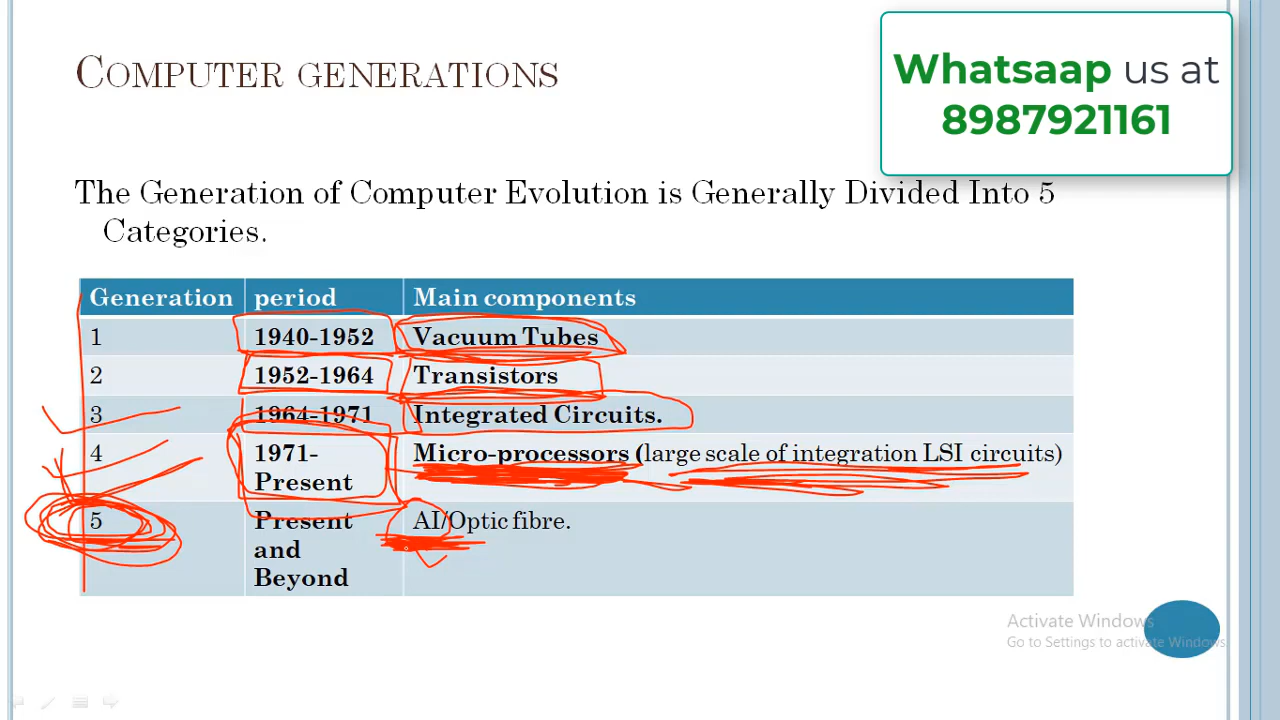 COMPUTER GENERATIONS
Whatsaap us at
8987921161
The Generation of Computer Evolution is Generally Divided Into 5
Categories.
Generation period Main components
1 1940-1952 Vacuum Tubes
2 1952-1964 Transistors
3 1964-1971 Integrated Circuits.
4 1971- Micro-processors (large scale of integration LSI circuits)
Present
5 Present AI/Optic fibre.
and
Beyond
Activate Windows
Go to Settings to activate Windows.